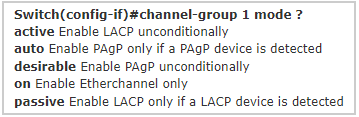 Switch(config-if)#channel-group 1 mode ?
active Enable LACP unconditionally
auto Enable PAgP only if a PAgP device is detected
desirable Enable PAgP unconditionally
on Enable Etherchannel only
passive Enable LACP only if a LACP device is detected